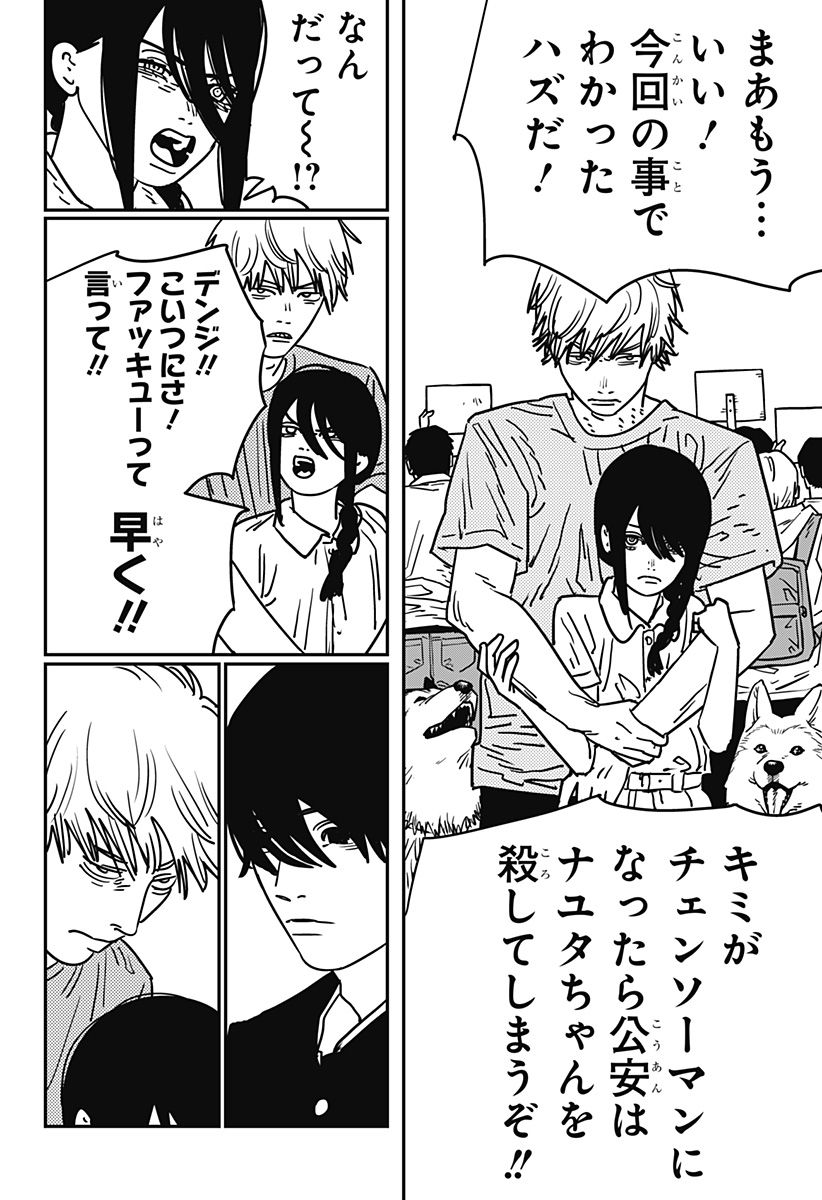 まあもう…
いい！
今回の事で
わかった
ハズだ！
キミが
チェンソーマンに
なったら公安は
ナユタちゃんを
殺してしまうぞ!!
なん
だって〜!?
デンジ!!
こいつにさ！
ファッキューって
言って!!
早く!!